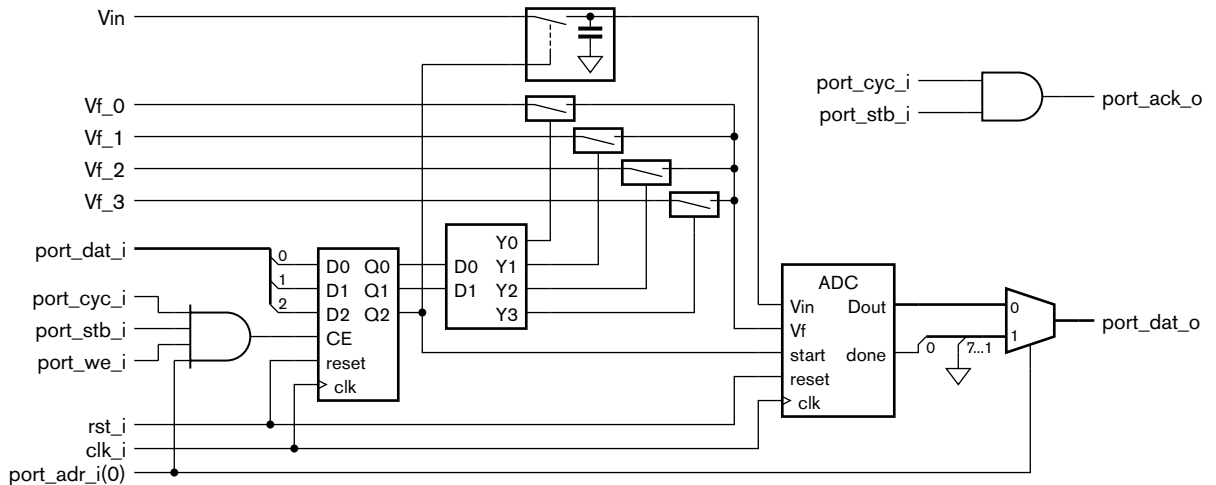 Vin
port_cyc_i
port_stb_i
port_ack_o
Vf_0
Vf_1
Vf_2
Vf_3
port_dat_i
0
1
2
port_cyc_i
port_stb_i
port_we_i
D0 Q0
D1 Q1
D2 Q2
CE
reset
clk
Y0
D0 Y1
D1 Y2
Y3
ADC
Vin Dout
Vf
start done
reset
clk
0
7...1
0
1
port_dat_o
rst_i
clk_i
port_adr_i(0)